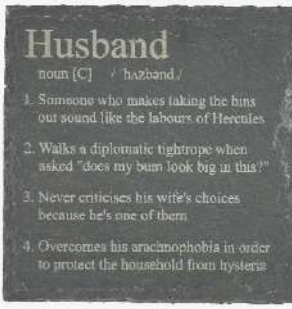 Husband
noun [C] /ˈhʌzbənd/
1. Someone who makes taking the bins
out sound like the labours of Hercules
2. Walks a diplomatic tightrope when
asked "does my bum look big in this?"
3. Never criticises his wife's choices
because he's one of them
4. Overcomes his arachnophobia in order
to protect the household from hysteria